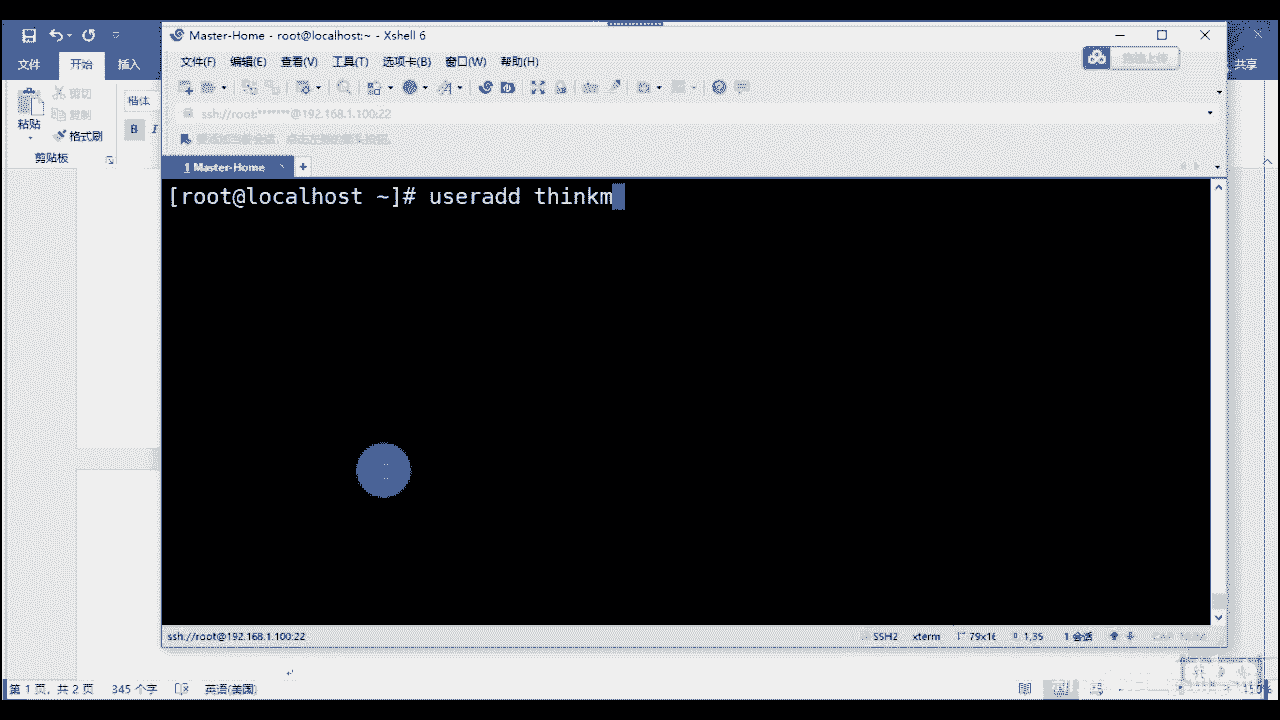 Master-Home - root@localhost:~ - Xshell 6
文件 开始 插入 共享
文件(F) 编辑(E) 查看(V) 工具(T) 选项卡(B) 窗口(W) 帮助(H)
剪切
楷体
ssh://root:*******@192.168.1.100:22
复制
粘贴
B I
格式刷
剪贴板
1 Master-Home +
[root@localhost ~]# useradd thinkm
ssh://root@192.168.1.100:22 SSH2 xterm 79x16 1,35 1 会话 CAP NUM
第 1 页，共 2 页 345 个字 英语(美国)